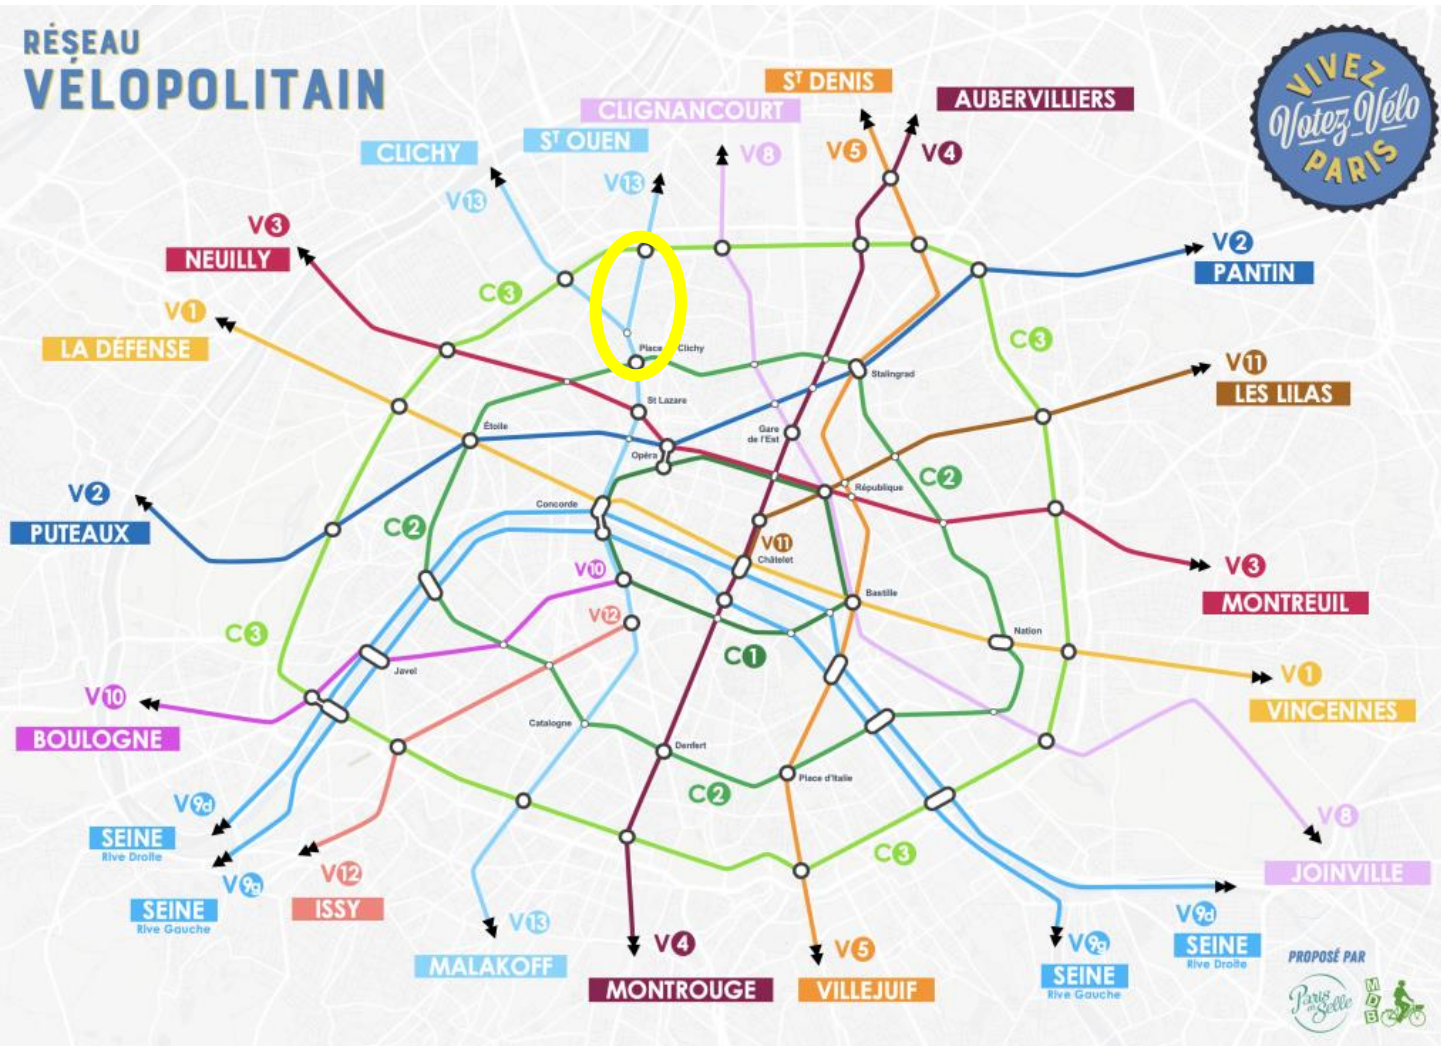 RÉSEAU
VÉLOPOLITAIN
VIVEZ
Votez Vélo
PARIS
ST DENIS
AUBERVILLIERS
CLIGNANCOURT
ST OUEN
CLICHY
V5
V4
V8
V13
V13
V3
NEUILLY
V2
PANTIN
C3
V1
LA DÉFENSE
C3
Place Clichy
V11
LES LILAS
Stalingrad
St Lazare
Étoile
Gare
de l'Est
Opéra
C2
République
V2
PUTEAUX
Concorde
C2
V11
Châtelet
V10
V3
MONTREUIL
Bastille
V12
C3
Nation
C1
Javel
V1
VINCENNES
V10
BOULOGNE
Catalogne
Denfert
Place d'Italie
C2
V9d
SEINE
Rive Droite
V8
JOINVILLE
C3
V9g
SEINE
Rive Gauche
V12
ISSY
V13
MALAKOFF
V4
MONTROUGE
V5
VILLEJUIF
V9g
SEINE
Rive Gauche
V9d
SEINE
Rive Droite
PROPOSÉ PAR
Paris
en Selle
MDB